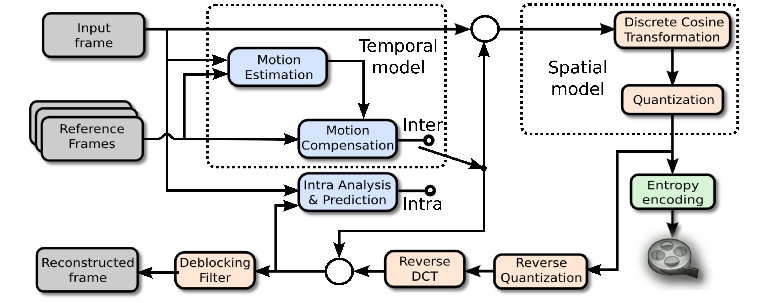 Input
frame
Motion
Estimation
Temporal
model
Discrete Cosine
Transformation
Spatial
model
Quantization
Reference
Frames
Motion
Compensation
Inter
Intra Analysis
& Prediction
Intra
Entropy
encoding
Reconstructed
frame
Deblocking
Filter
Reverse
DCT
Reverse
Quantization